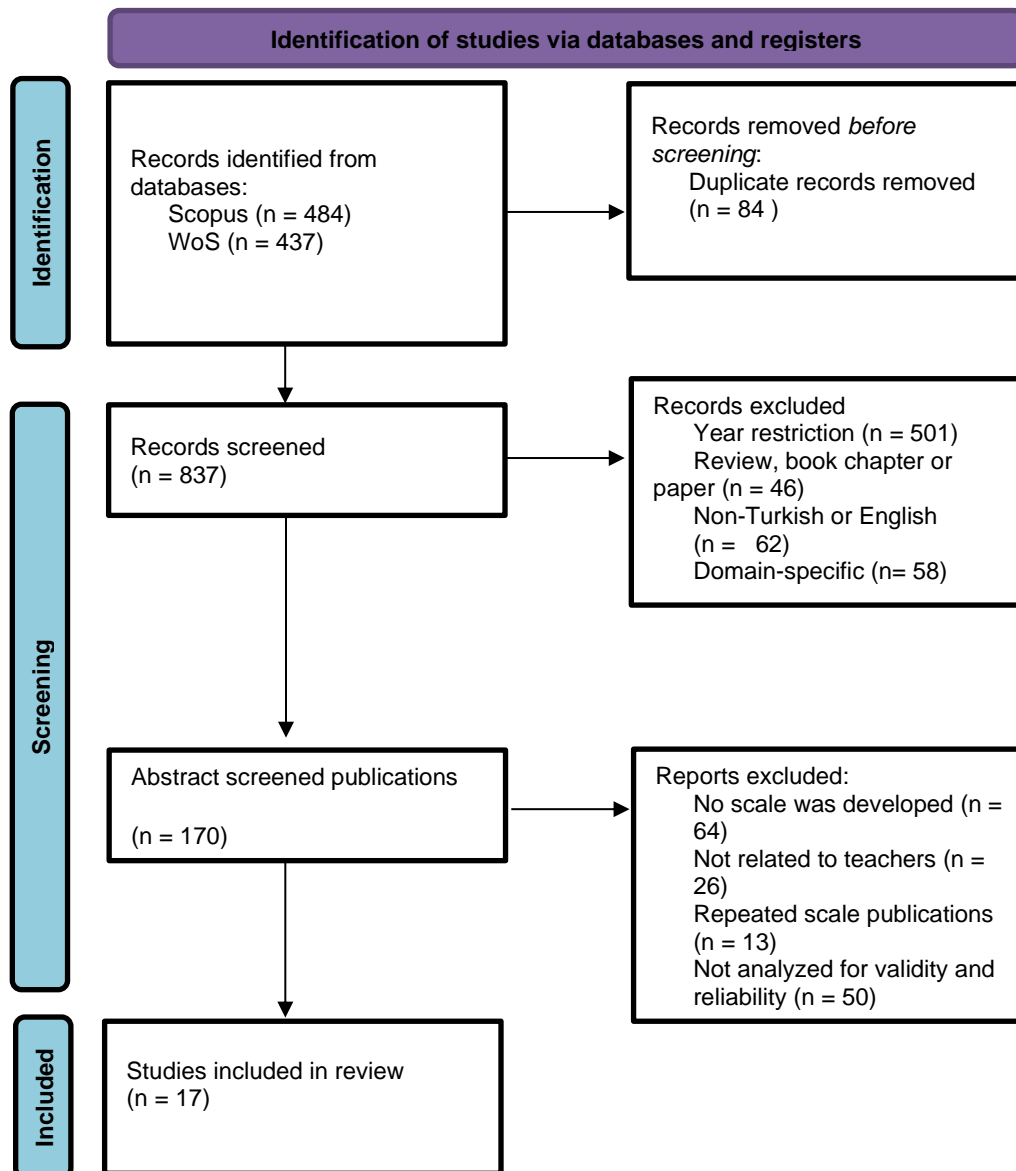 Identification of studies via databases and registers
Identification
Records identified from
databases:
Scopus (n = 484)
WoS (n = 437)
Records removed before
screening:
Duplicate records removed
(n = 84 )
Screening
Records screened
(n = 837)
Records excluded
Year restriction (n = 501)
Review, book chapter or
paper (n = 46)
Non-Turkish or English
(n =   62)
Domain-specific (n= 58)
Abstract screened publications
(n = 170)
Reports excluded:
No scale was developed (n =
64)
Not related to teachers (n =
26)
Repeated scale publications
(n = 13)
Not analyzed for validity and
reliability (n = 50)
Included
Studies included in review
(n = 17)